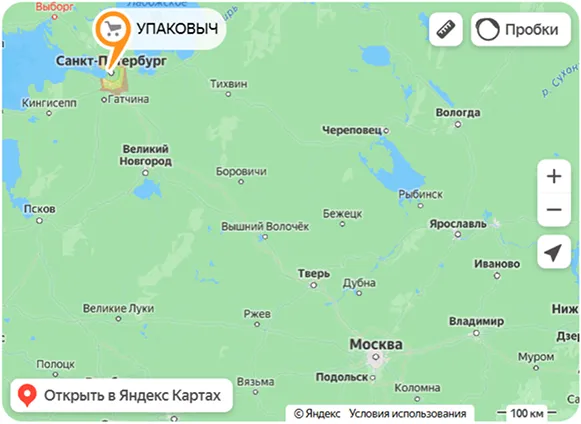 Выборг
Ладожское
УПАКОВЫЧ
Пробки
Санкт-Петербург
р. Сухон
Кингисепп
Гатчина
Тихвин
Вологда
Череповец
Великий
Новгород
Боровичи
+
Рыбинск
Псков
Бежецк
−
Вышний Волочёк
Ярославль
Тверь
Иваново
Дубна
Великие Луки
Ржев
Владимир
Ниж
Дзер
Москва
Муром
Полоцк
Вязьма
Подольск
Коломна
Открыть в Яндекс Картах
© Яндекс Условия использования
100 км